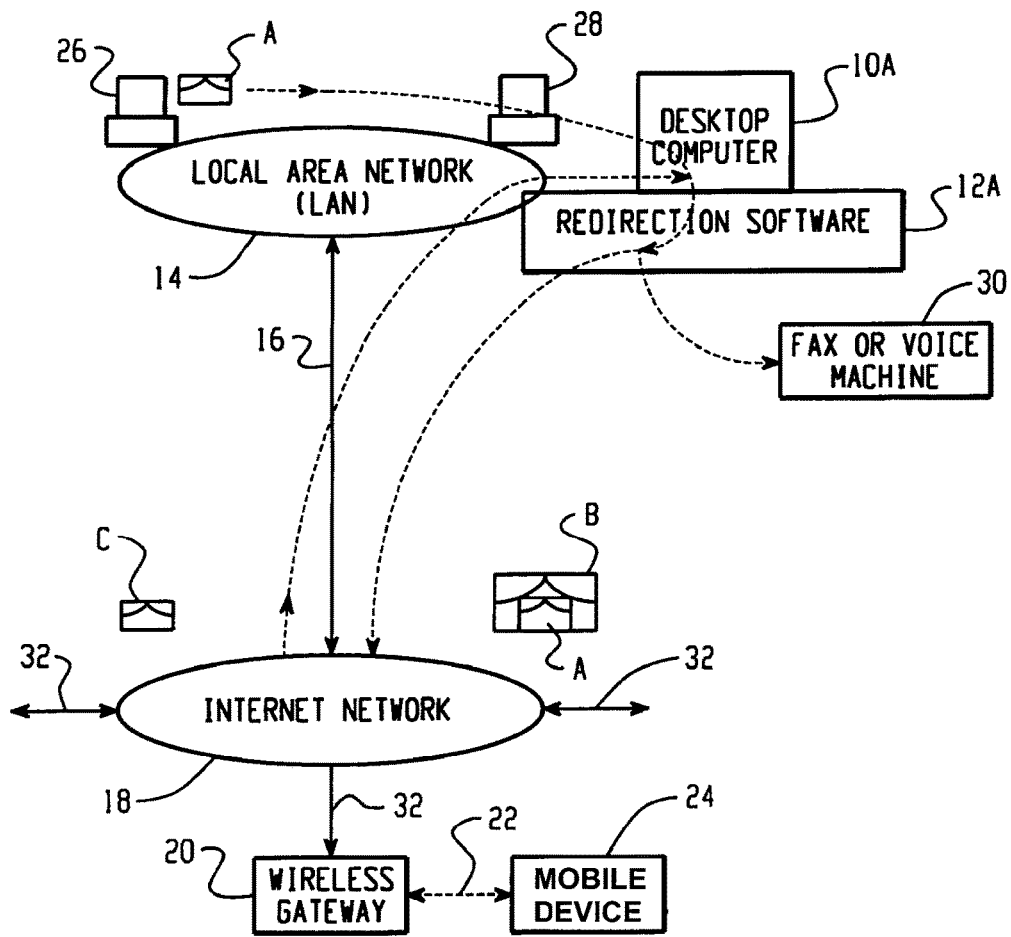 26
A
28
10A
DESKTOP
COMPUTER
LOCAL AREA NETWORK
(LAN)
12A
REDIRECTION SOFTWARE
14
30
16
FAX OR VOICE
MACHINE
C
B
A
32
32
INTERNET NETWORK
18
32
22
24
20
WIRELESS
GATEWAY
MOBILE
DEVICE